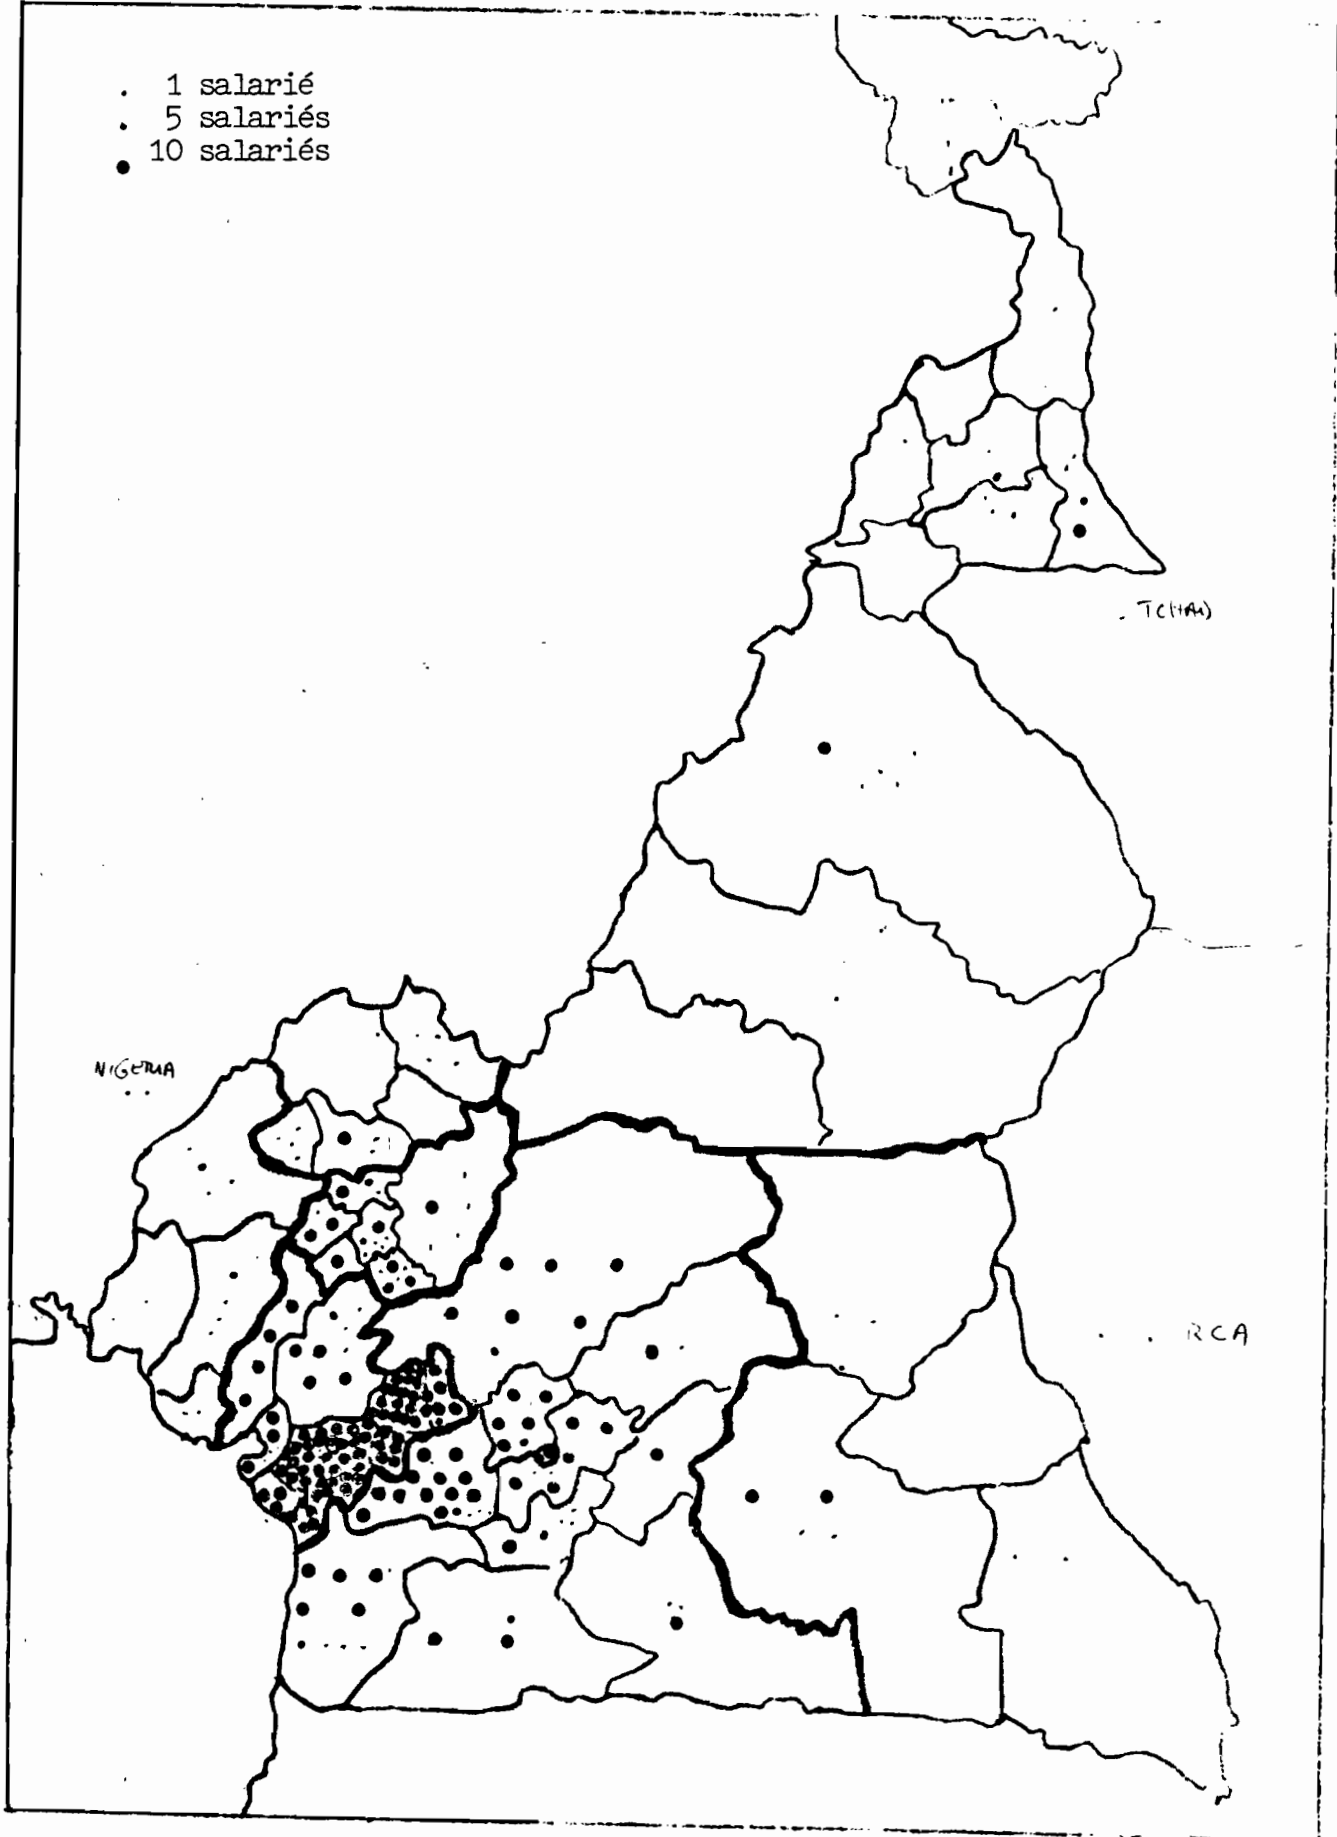 . 1 salarié
. 5 salariés
● 10 salariés
TCHAD
NIGERIA
RCA